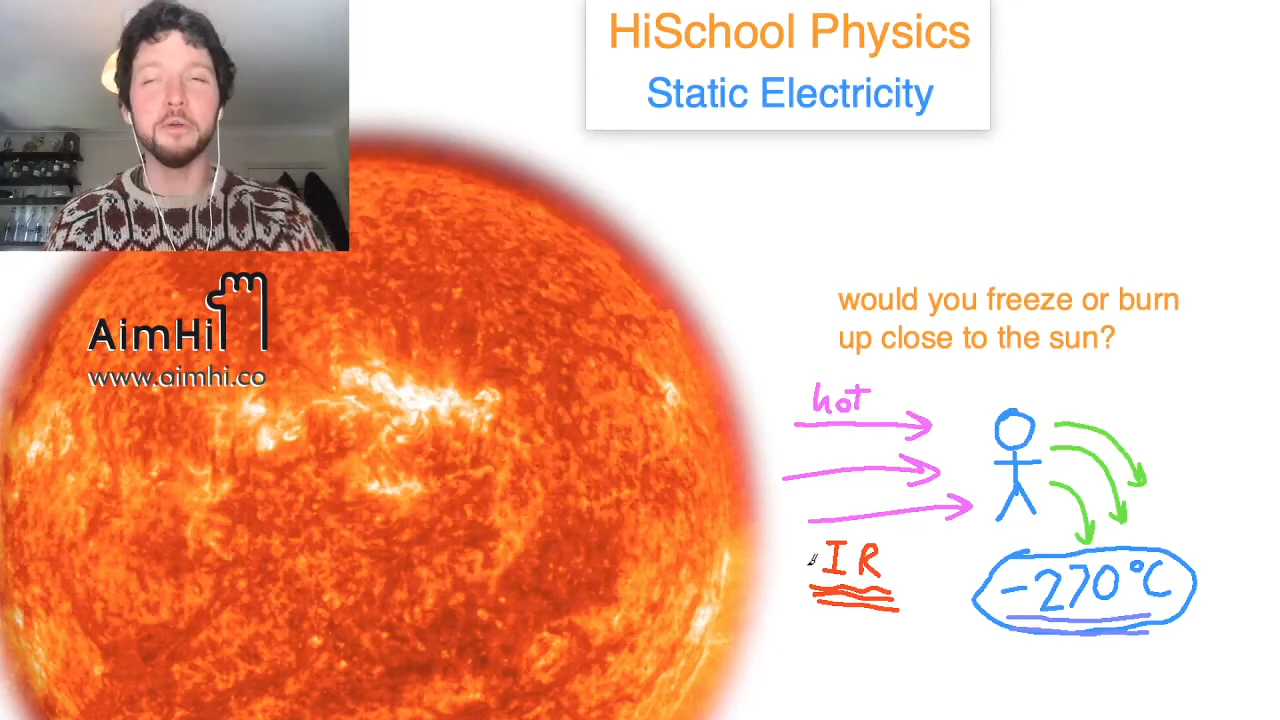 HiSchool Physics
Static Electricity
AimHi
www.aimhi.co
would you freeze or burn
up close to the sun?
hot
IR
-270°C